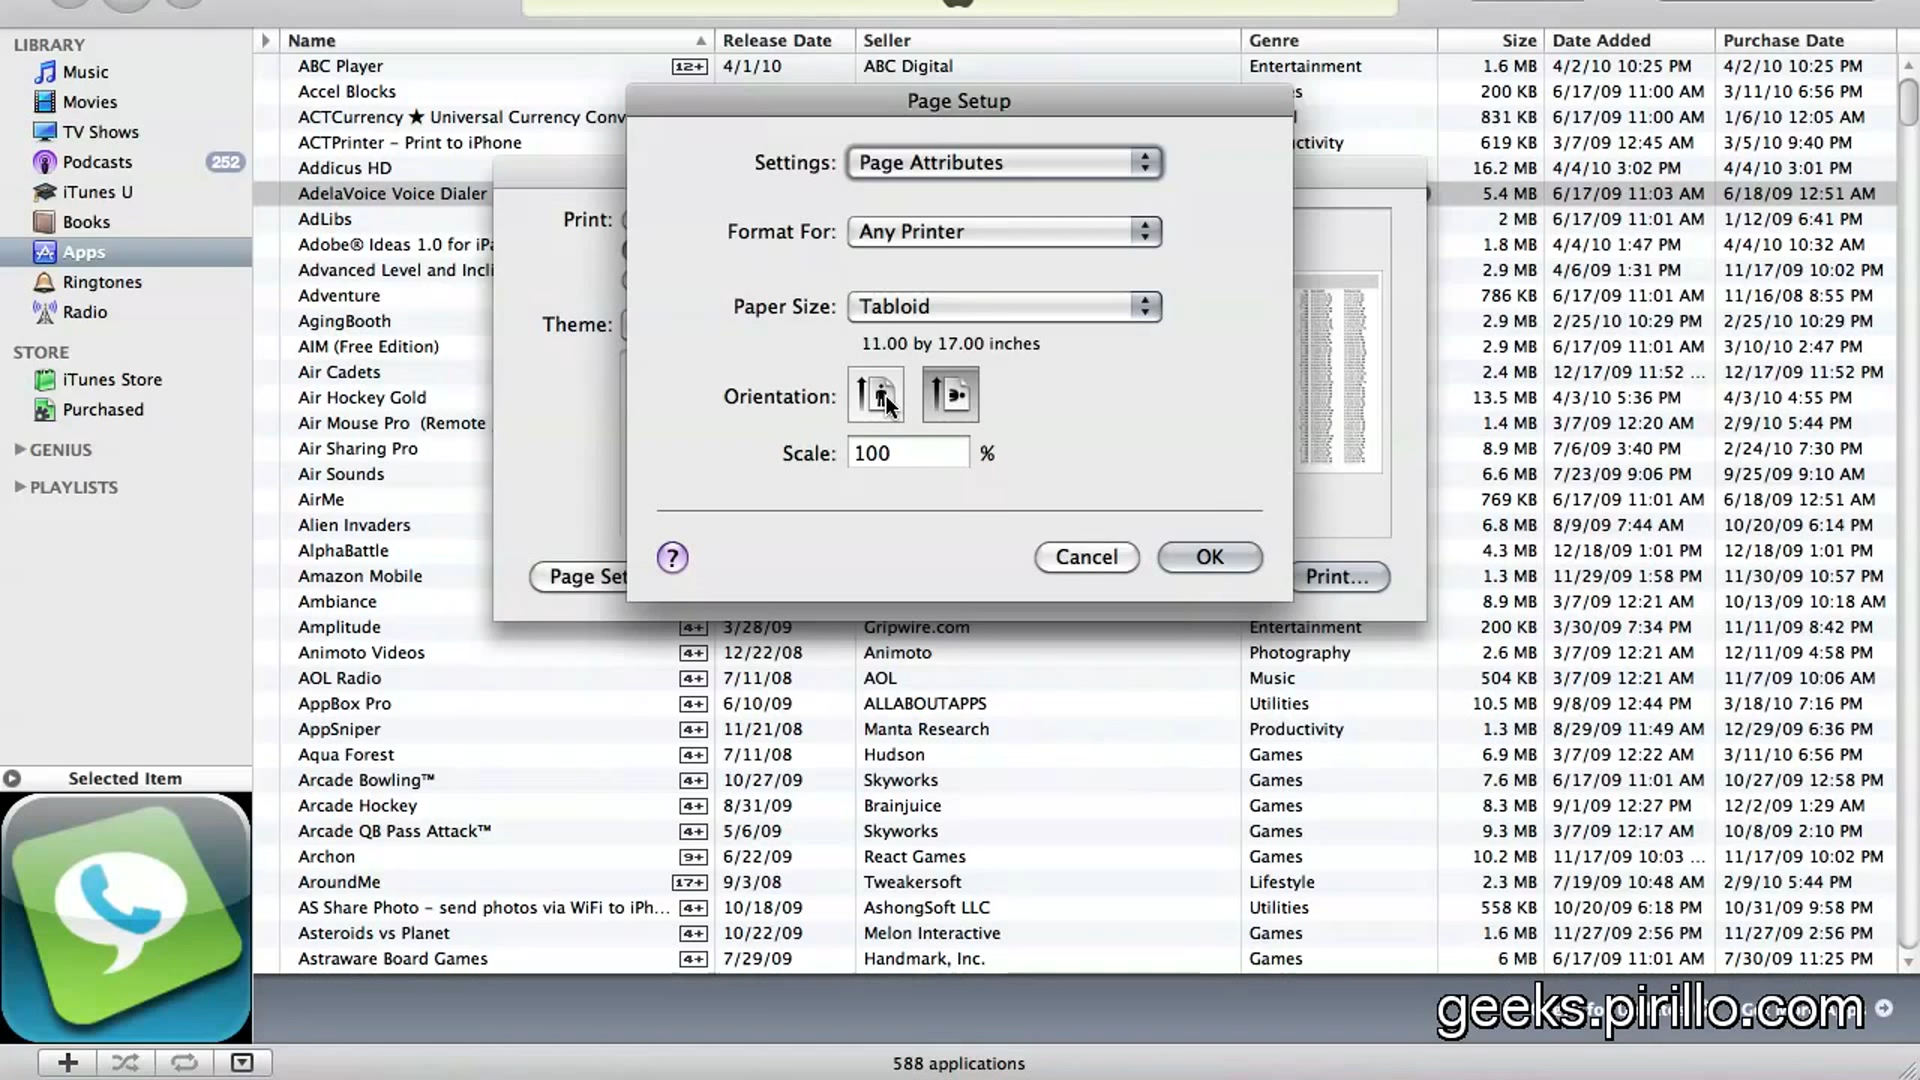 LIBRARY
Music
Movies
TV Shows
Podcasts 252
iTunes U
Books
Apps
Ringtones
Radio
STORE
iTunes Store
Purchased
GENIUS
PLAYLISTS
Selected Item
Name Release Date Seller Genre Size Date Added Purchase Date
ABC Player 12+ 4/1/10 ABC Digital Entertainment 1.6 MB 4/2/10 10:25 PM 4/2/10 10:25 PM
Accel Blocks s 200 KB 6/17/09 11:00 AM 3/11/10 6:56 PM
ACTCurrency ★ Universal Currency Conv l 831 KB 6/17/09 11:00 AM 1/6/10 12:05 AM
ACTPrinter – Print to iPhone ctivity 619 KB 3/7/09 12:45 AM 3/5/10 9:40 PM
Addicus HD 16.2 MB 4/4/10 3:02 PM 4/4/10 3:01 PM
AdelaVoice Voice Dialer 5.4 MB 6/17/09 11:03 AM 6/18/09 12:51 AM
AdLibs 2 MB 6/17/09 11:01 AM 1/12/09 6:41 PM
Adobe® Ideas 1.0 for iPa 1.8 MB 4/4/10 1:47 PM 4/4/10 10:32 AM
Advanced Level and Incli 2.9 MB 4/6/09 1:31 PM 11/17/09 10:02 PM
Adventure 786 KB 6/17/09 11:01 AM 11/16/08 8:55 PM
AgingBooth 2.9 MB 2/25/10 10:29 PM 2/25/10 10:29 PM
AIM (Free Edition) 2.9 MB 6/17/09 11:01 AM 3/10/10 2:47 PM
Air Cadets 2.4 MB 12/17/09 11:52 ... 12/17/09 11:52 PM
Air Hockey Gold 13.5 MB 4/3/10 5:36 PM 4/3/10 4:55 PM
Air Mouse Pro (Remote 1.4 MB 3/7/09 12:20 AM 2/9/10 5:44 PM
Air Sharing Pro 8.9 MB 7/6/09 3:40 PM 2/24/10 7:30 PM
Air Sounds 6.6 MB 7/23/09 9:06 PM 9/25/09 9:10 AM
AirMe 769 KB 6/17/09 11:01 AM 6/18/09 12:51 AM
Alien Invaders 6.8 MB 8/9/09 7:44 AM 10/20/09 6:14 PM
AlphaBattle 4.3 MB 12/18/09 1:01 PM 12/18/09 1:01 PM
Amazon Mobile 1.3 MB 11/29/09 1:58 PM 11/30/09 10:57 PM
Ambiance 8.9 MB 3/7/09 12:21 AM 10/13/09 10:18 AM
Amplitude 4+ 3/28/09 Gripwire.com Entertainment 200 KB 3/30/09 7:34 PM 11/11/09 8:42 PM
Animoto Videos 4+ 12/22/08 Animoto Photography 2.6 MB 3/7/09 12:21 AM 12/11/09 4:58 PM
AOL Radio 4+ 7/11/08 AOL Music 504 KB 3/7/09 12:21 AM 11/7/09 10:06 AM
AppBox Pro 4+ 6/10/09 ALLABOUTAPPS Utilities 10.5 MB 9/8/09 12:44 PM 3/18/10 7:16 PM
AppSniper 4+ 11/21/08 Manta Research Productivity 1.3 MB 8/29/09 11:49 AM 12/29/09 6:36 PM
Aqua Forest 4+ 7/11/08 Hudson Games 6.9 MB 3/7/09 12:22 AM 3/11/10 6:56 PM
Arcade Bowling™ 4+ 10/27/09 Skyworks Games 7.6 MB 6/17/09 11:01 AM 10/27/09 12:58 PM
Arcade Hockey 4+ 8/31/09 Brainjuice Games 8.3 MB 9/1/09 12:27 PM 12/2/09 1:29 AM
Arcade QB Pass Attack™ 4+ 5/6/09 Skyworks Games 9.3 MB 3/7/09 12:17 AM 10/8/09 2:10 PM
Archon 9+ 6/22/09 React Games Games 10.2 MB 11/17/09 10:03 ... 11/17/09 10:02 PM
AroundMe 17+ 9/3/08 Tweakersoft Lifestyle 2.3 MB 7/19/09 10:48 AM 2/9/10 5:44 PM
AS Share Photo – send photos via WiFi to iPh... 4+ 10/18/09 AshongSoft LLC Utilities 558 KB 10/20/09 6:18 PM 10/31/09 9:58 PM
Asteroids vs Planet 4+ 10/22/09 Melon Interactive Games 1.6 MB 11/27/09 2:56 PM 11/27/09 2:56 PM
Astraware Board Games 4+ 7/29/09 Handmark, Inc. Games 6 MB 6/17/09 11:01 AM 7/30/09 11:25 PM
Print:
Theme:
Page Set
Print...
Page Setup
Settings: Page Attributes
Format For: Any Printer
Paper Size: Tabloid
11.00 by 17.00 inches
Orientation:
Scale: 100 %
? Cancel OK
geeks.pirillo.com
588 applications